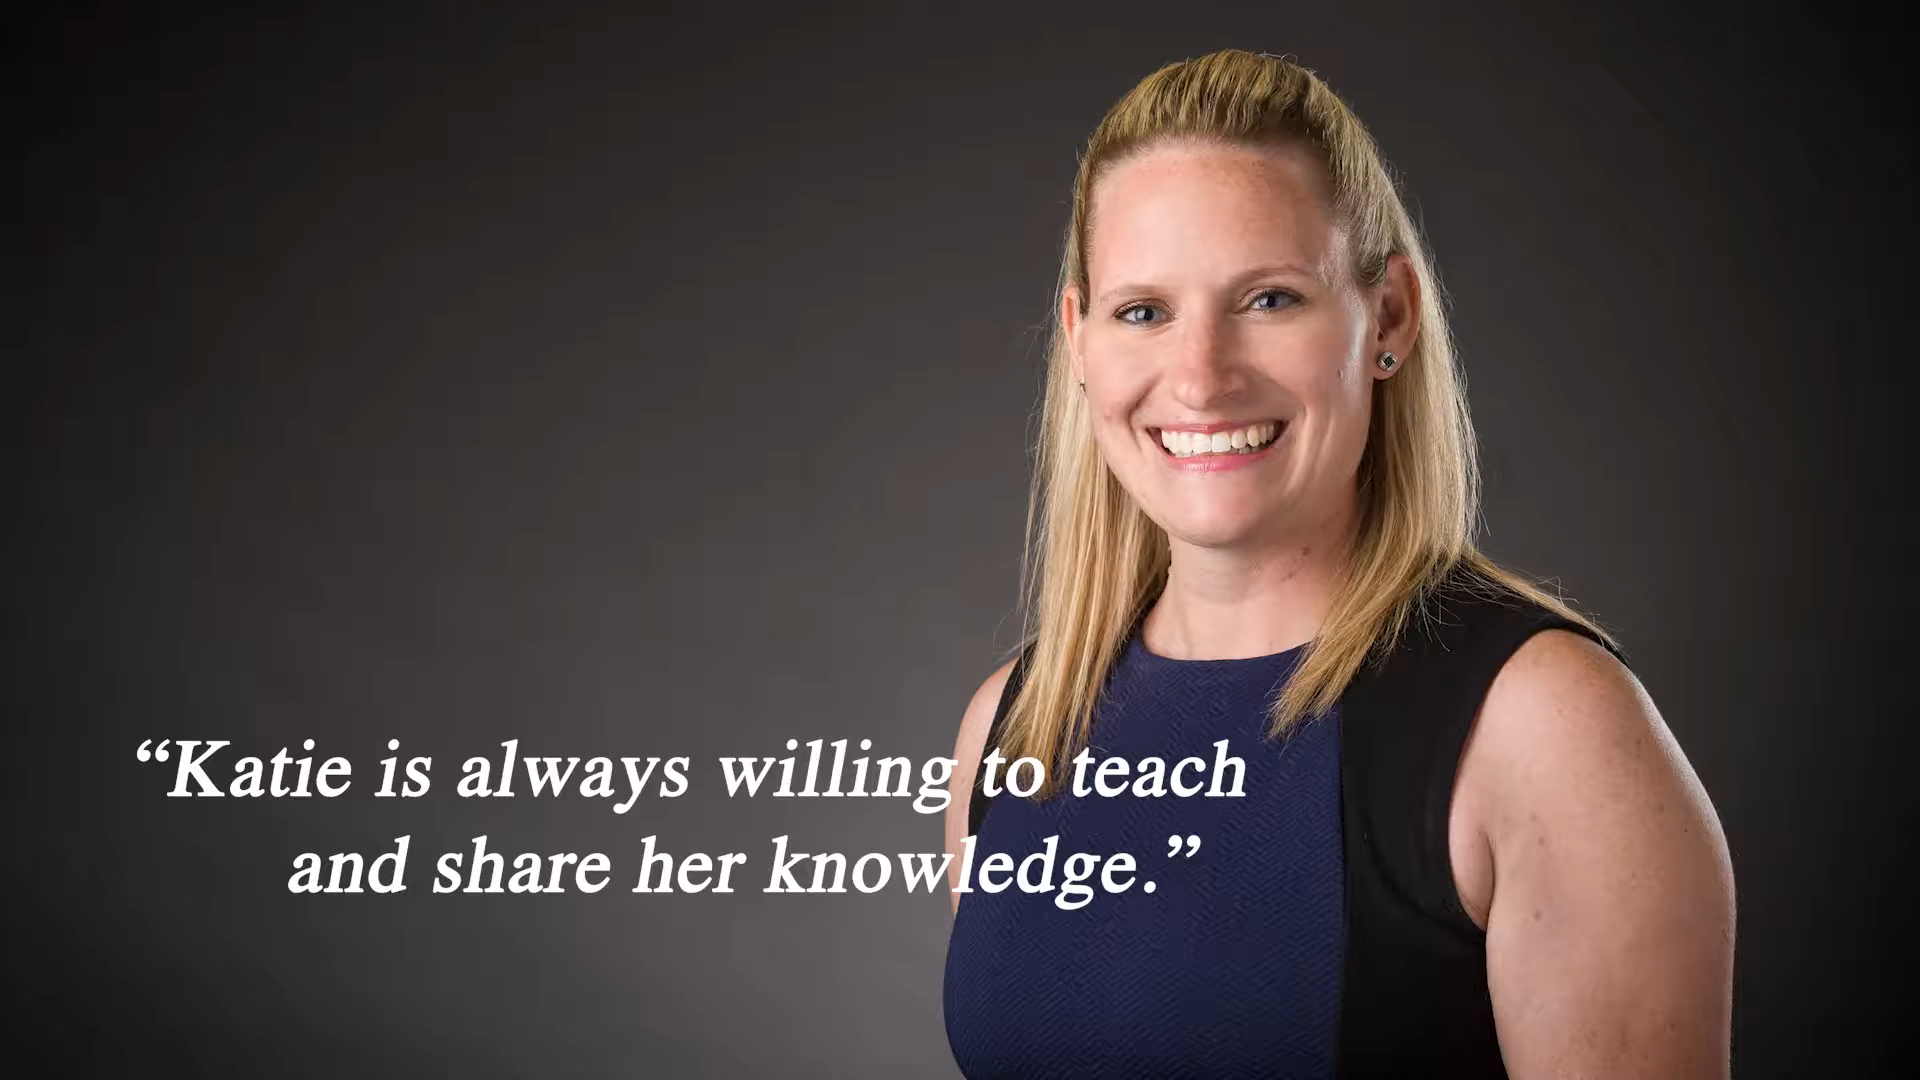 “Katie is always willing to teach
and share her knowledge.”